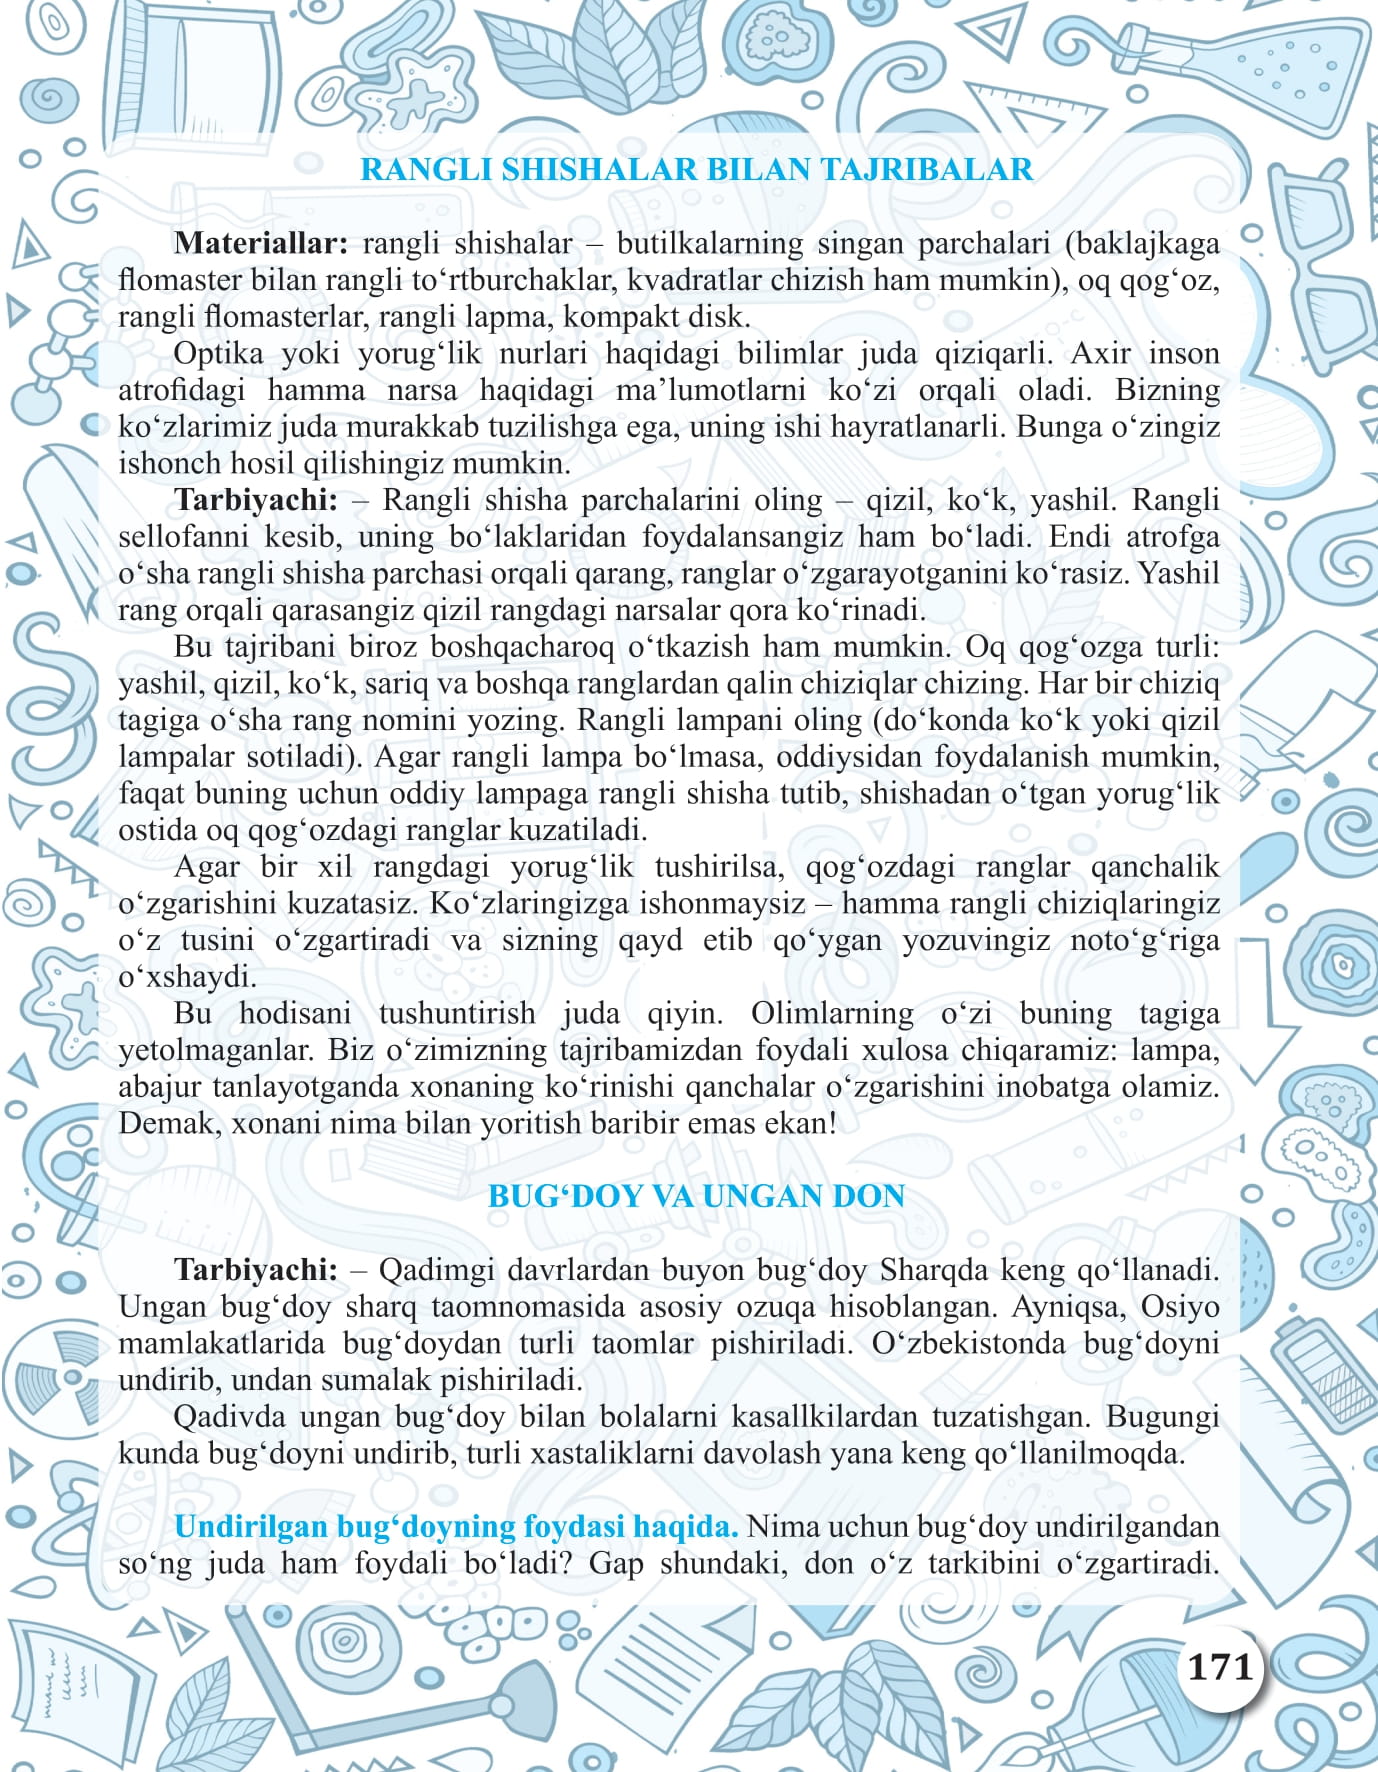 RANGLI SHISHALAR BILAN TAJRIBALAR
Materiallar: rangli shishalar – butilkalarning singan parchalari (baklajkaga
flomaster bilan rangli to‘rtburchaklar, kvadratlar chizish ham mumkin), oq qog‘oz,
rangli flomasterlar, rangli lapma, kompakt disk.
Optika yoki yorug‘lik nurlari haqidagi bilimlar juda qiziqarli. Axir inson
atrofidagi hamma narsa haqidagi ma’lumotlarni ko‘zi orqali oladi. Bizning
ko‘zlarimiz juda murakkab tuzilishga ega, uning ishi hayratlanarli. Bunga o‘zingiz
ishonch hosil qilishingiz mumkin.
Tarbiyachi: – Rangli shisha parchalarini oling – qizil, ko‘k, yashil. Rangli
sellofanni kesib, uning bo‘laklaridan foydalansangiz ham bo‘ladi. Endi atrofga
o‘sha rangli shisha parchasi orqali qarang, ranglar o‘zgarayotganini ko‘rasiz. Yashil
rang orqali qarasangiz qizil rangdagi narsalar qora ko‘rinadi.
Bu tajribani biroz boshqacharoq o‘tkazish ham mumkin. Oq qog‘ozga turli:
yashil, qizil, ko‘k, sariq va boshqa ranglardan qalin chiziqlar chizing. Har bir chiziq
tagiga o‘sha rang nomini yozing. Rangli lampani oling (do‘konda ko‘k yoki qizil
lampalar sotiladi). Agar rangli lampa bo‘lmasa, oddiysidan foydalanish mumkin,
faqat buning uchun oddiy lampaga rangli shisha tutib, shishadan o‘tgan yorug‘lik
ostida oq qog‘ozdagi ranglar kuzatiladi.
Agar bir xil rangdagi yorug‘lik tushirilsa, qog‘ozdagi ranglar qanchalik
o‘zgarishini kuzatasiz. Ko‘zlaringizga ishonmaysiz – hamma rangli chiziqlaringiz
o‘z tusini o‘zgartiradi va sizning qayd etib qo‘ygan yozuvingiz noto‘g‘riga
o‘xshaydi.
Bu hodisani tushuntirish juda qiyin. Olimlarning o‘zi buning tagiga
yetolmaganlar. Biz o‘zimizning tajribamizdan foydali xulosa chiqaramiz: lampa,
abajur tanlayotganda xonaning ko‘rinishi qanchalar o‘zgarishini inobatga olamiz.
Demak, xonani nima bilan yoritish baribir emas ekan!
BUG‘DOY VA UNGAN DON
Tarbiyachi: – Qadimgi davrlardan buyon bug‘doy Sharqda keng qo‘llanadi.
Ungan bug‘doy sharq taomnomasida asosiy ozuqa hisoblangan. Ayniqsa, Osiyo
mamlakatlarida bug‘doydan turli taomlar pishiriladi. O‘zbekistonda bug‘doyni
undirib, undan sumalak pishiriladi.
Qadivda ungan bug‘doy bilan bolalarni kasallkilardan tuzatishgan. Bugungi
kunda bug‘doyni undirib, turli xastaliklarni davolash yana keng qo‘llanilmoqda.
Undirilgan bug‘doyning foydasi haqida. Nima uchun bug‘doy undirilgandan
so‘ng juda ham foydali bo‘ladi? Gap shundaki, don o‘z tarkibini o‘zgartiradi.
171